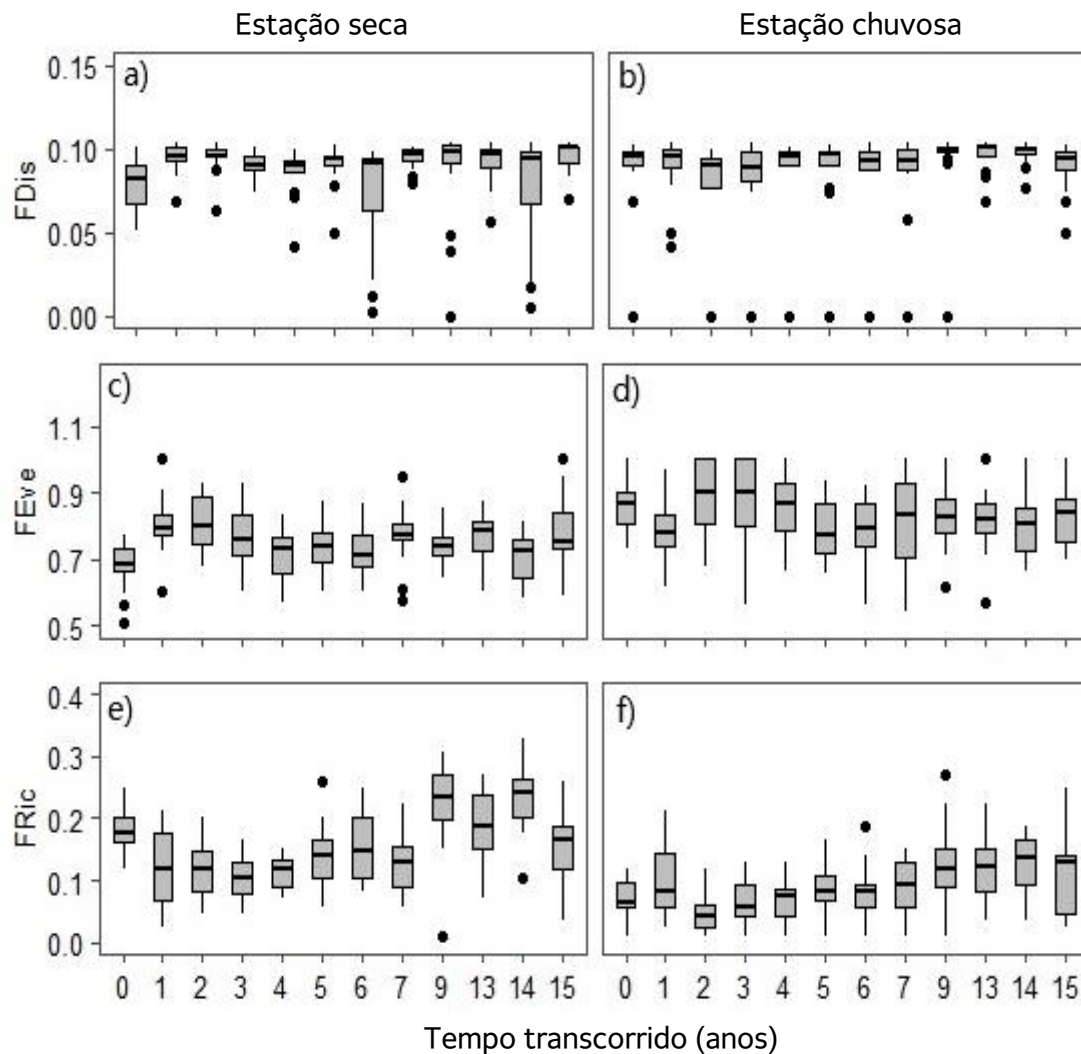 Estação seca
Estação chuvosa
a)
b)
FDis
0.15
0.10
0.05
0.00
c)
d)
FEve
1.1
0.9
0.7
0.5
e)
f)
FRic
0.4
0.3
0.2
0.1
0.0
0 1 2 3 4 5 6 7 9 13 14 15
0 1 2 3 4 5 6 7 9 13 14 15
Tempo transcorrido (anos)